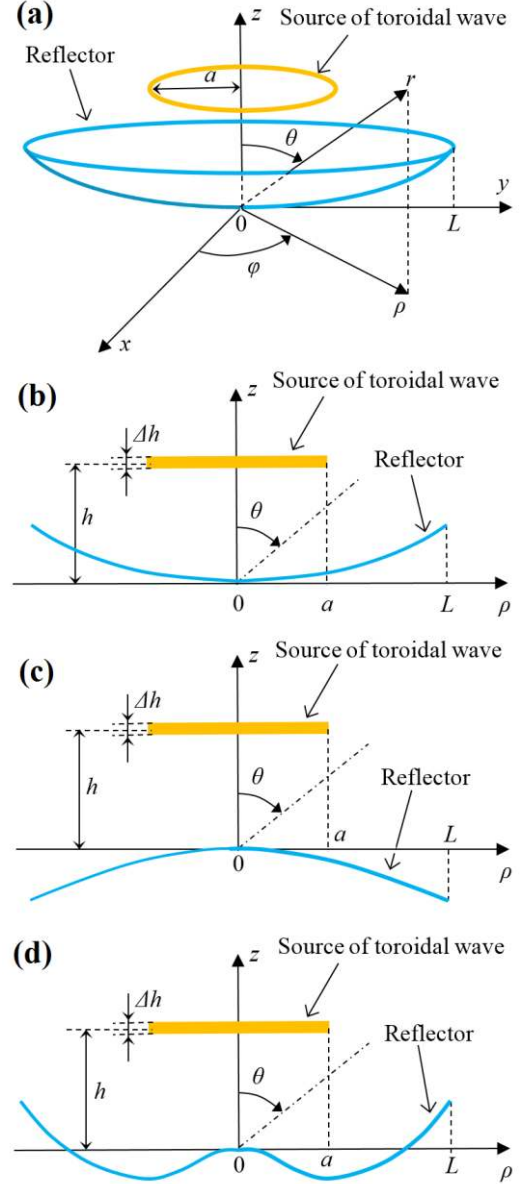 (a)
z
Source of toroidal wave
Reflector
a
r
θ
y
0
L
φ
ρ
x
(b)
z
Source of toroidal wave
Δh
Reflector
h
θ
0
a
L
ρ
(c)
z
Source of toroidal wave
Δh
Reflector
h
θ
0
a
L
ρ
(d)
z
Source of toroidal wave
Δh
Reflector
h
θ
0
a
L
ρ